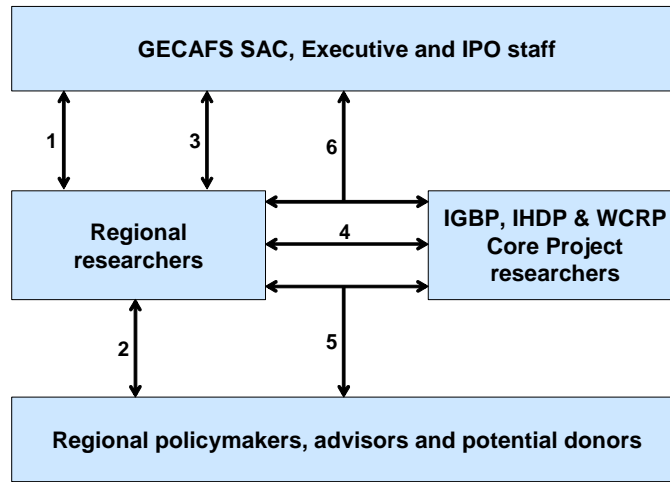 GECAFS SAC, Executive and IPO staff
1
3
6
Regional
researchers
4
IGBP, IHDP & WCRP
Core Project
researchers
2
5
Regional policymakers, advisors and potential donors